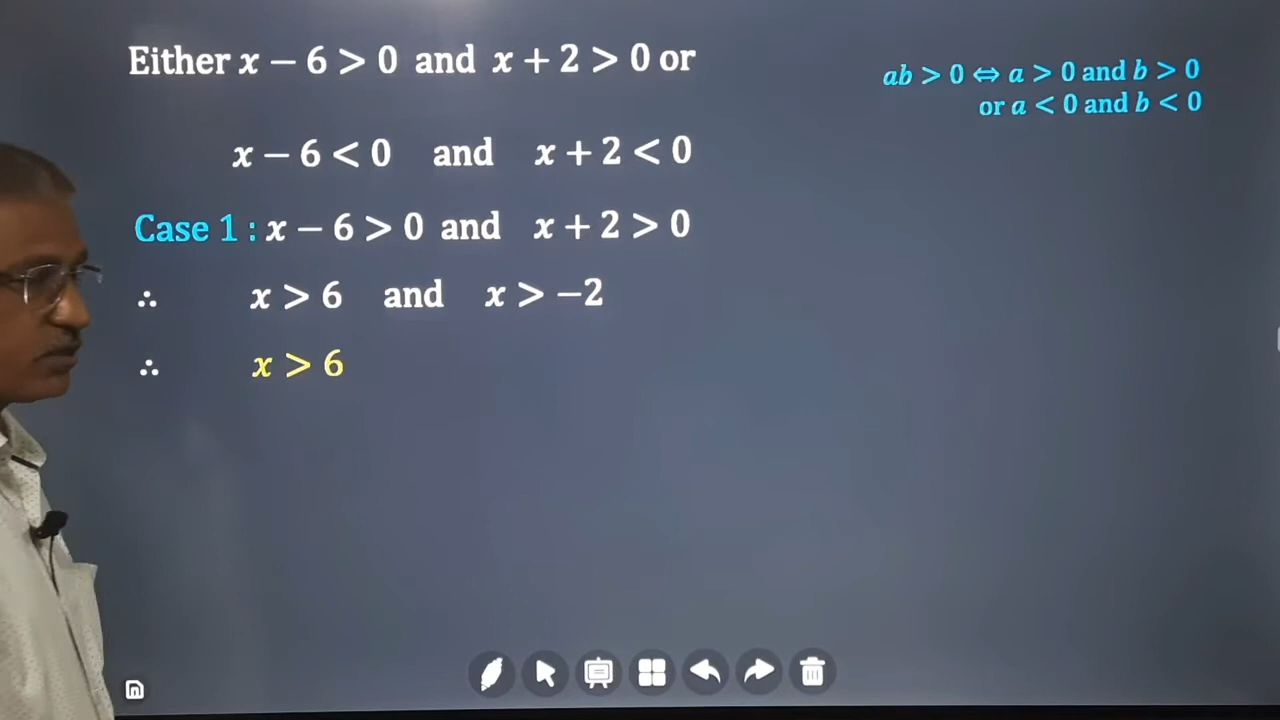 Either x − 6 > 0 and x + 2 > 0 or
ab > 0 ⇔ a > 0 and b > 0
or a < 0 and b < 0
x − 6 < 0 and x + 2 < 0
Case 1 : x − 6 > 0 and x + 2 > 0
∴ x > 6 and x > −2
∴ x > 6